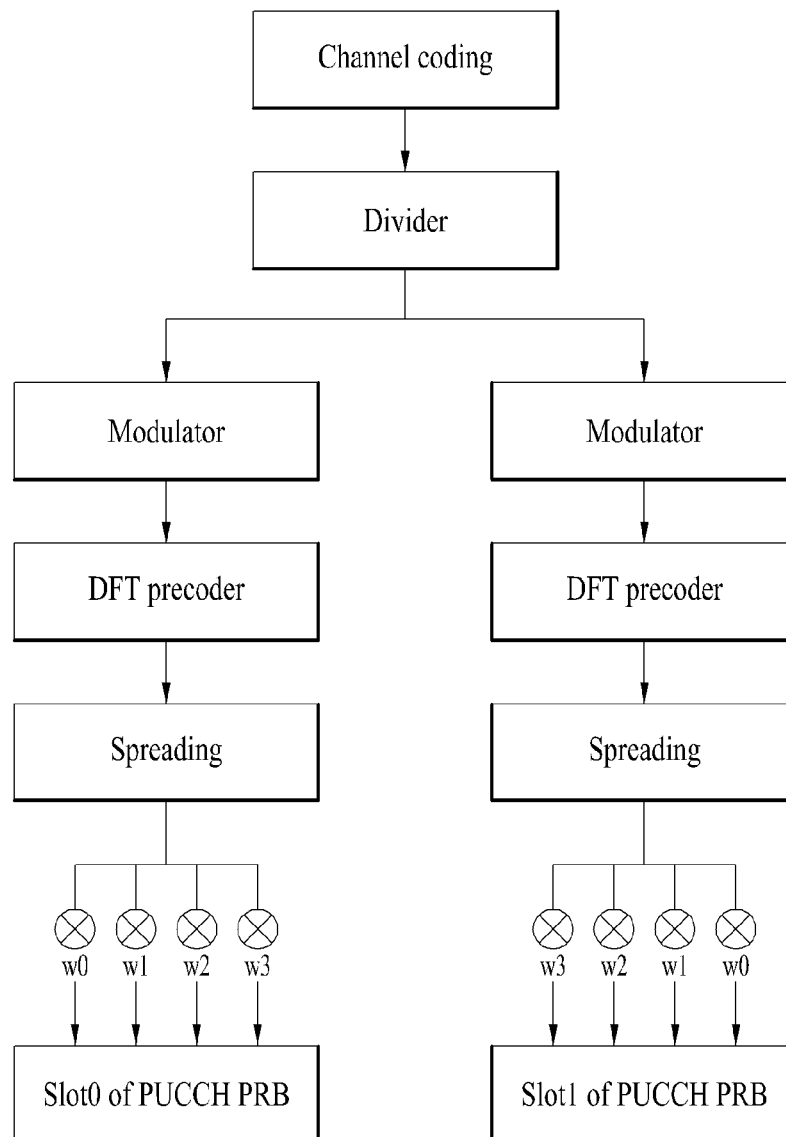 Channel coding
Divider
Modulator
Modulator
DFT precoder
DFT precoder
Spreading
Spreading
w0 w1 w2 w3
w3 w2 w1 w0
Slot0 of PUCCH PRB
Slot1 of PUCCH PRB